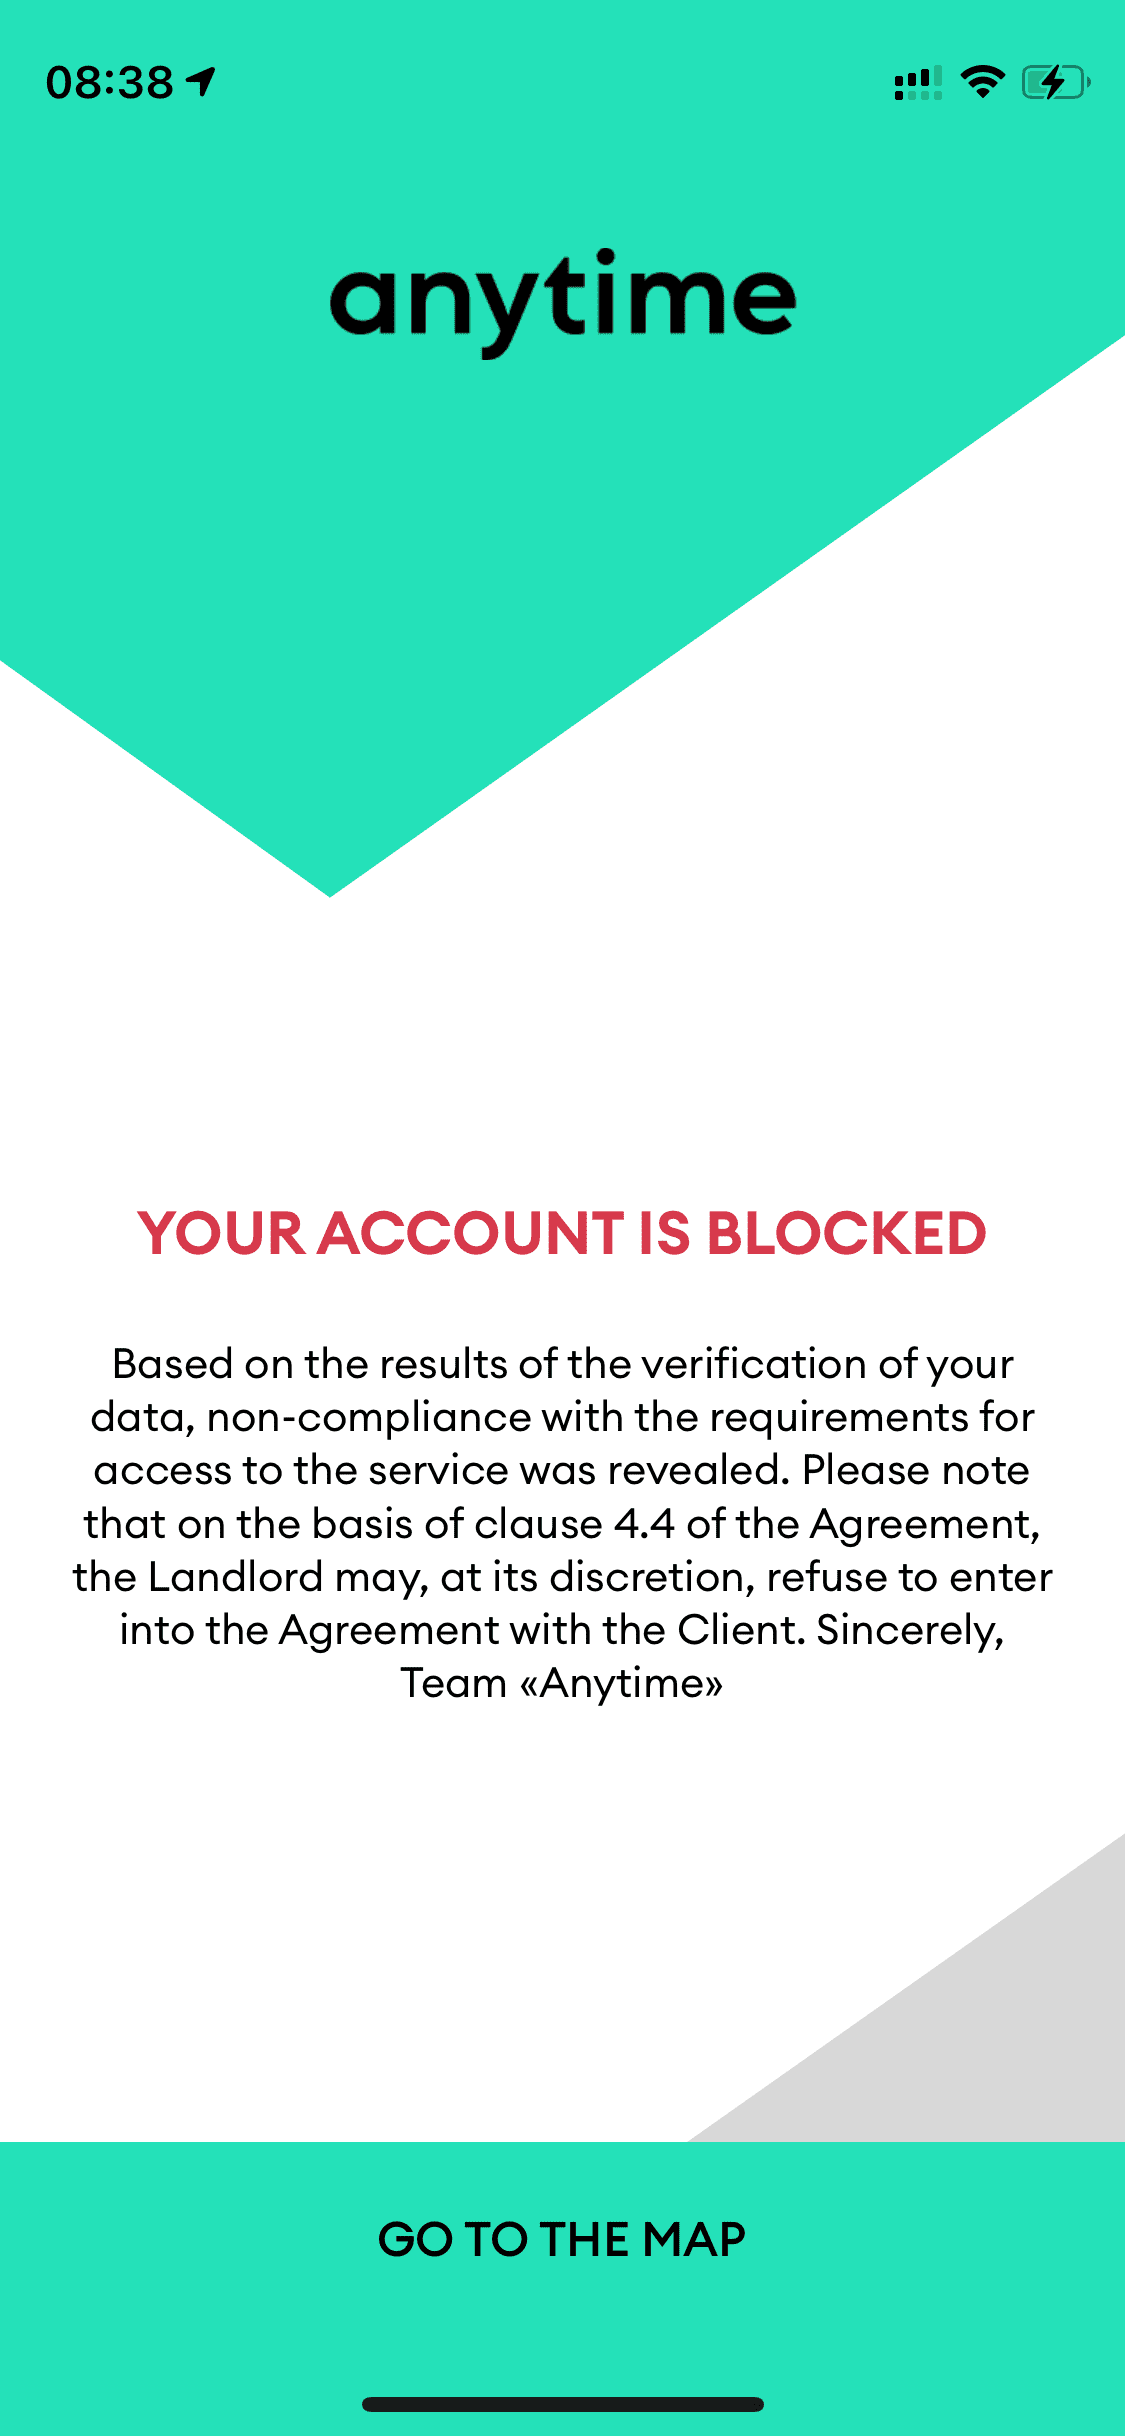 08:38
anytime
YOUR ACCOUNT IS BLOCKED
Based on the results of the verification of your
data, non-compliance with the requirements for
access to the service was revealed. Please note
that on the basis of clause 4.4 of the Agreement,
the Landlord may, at its discretion, refuse to enter
into the Agreement with the Client. Sincerely,
Team «Anytime»
GO TO THE MAP